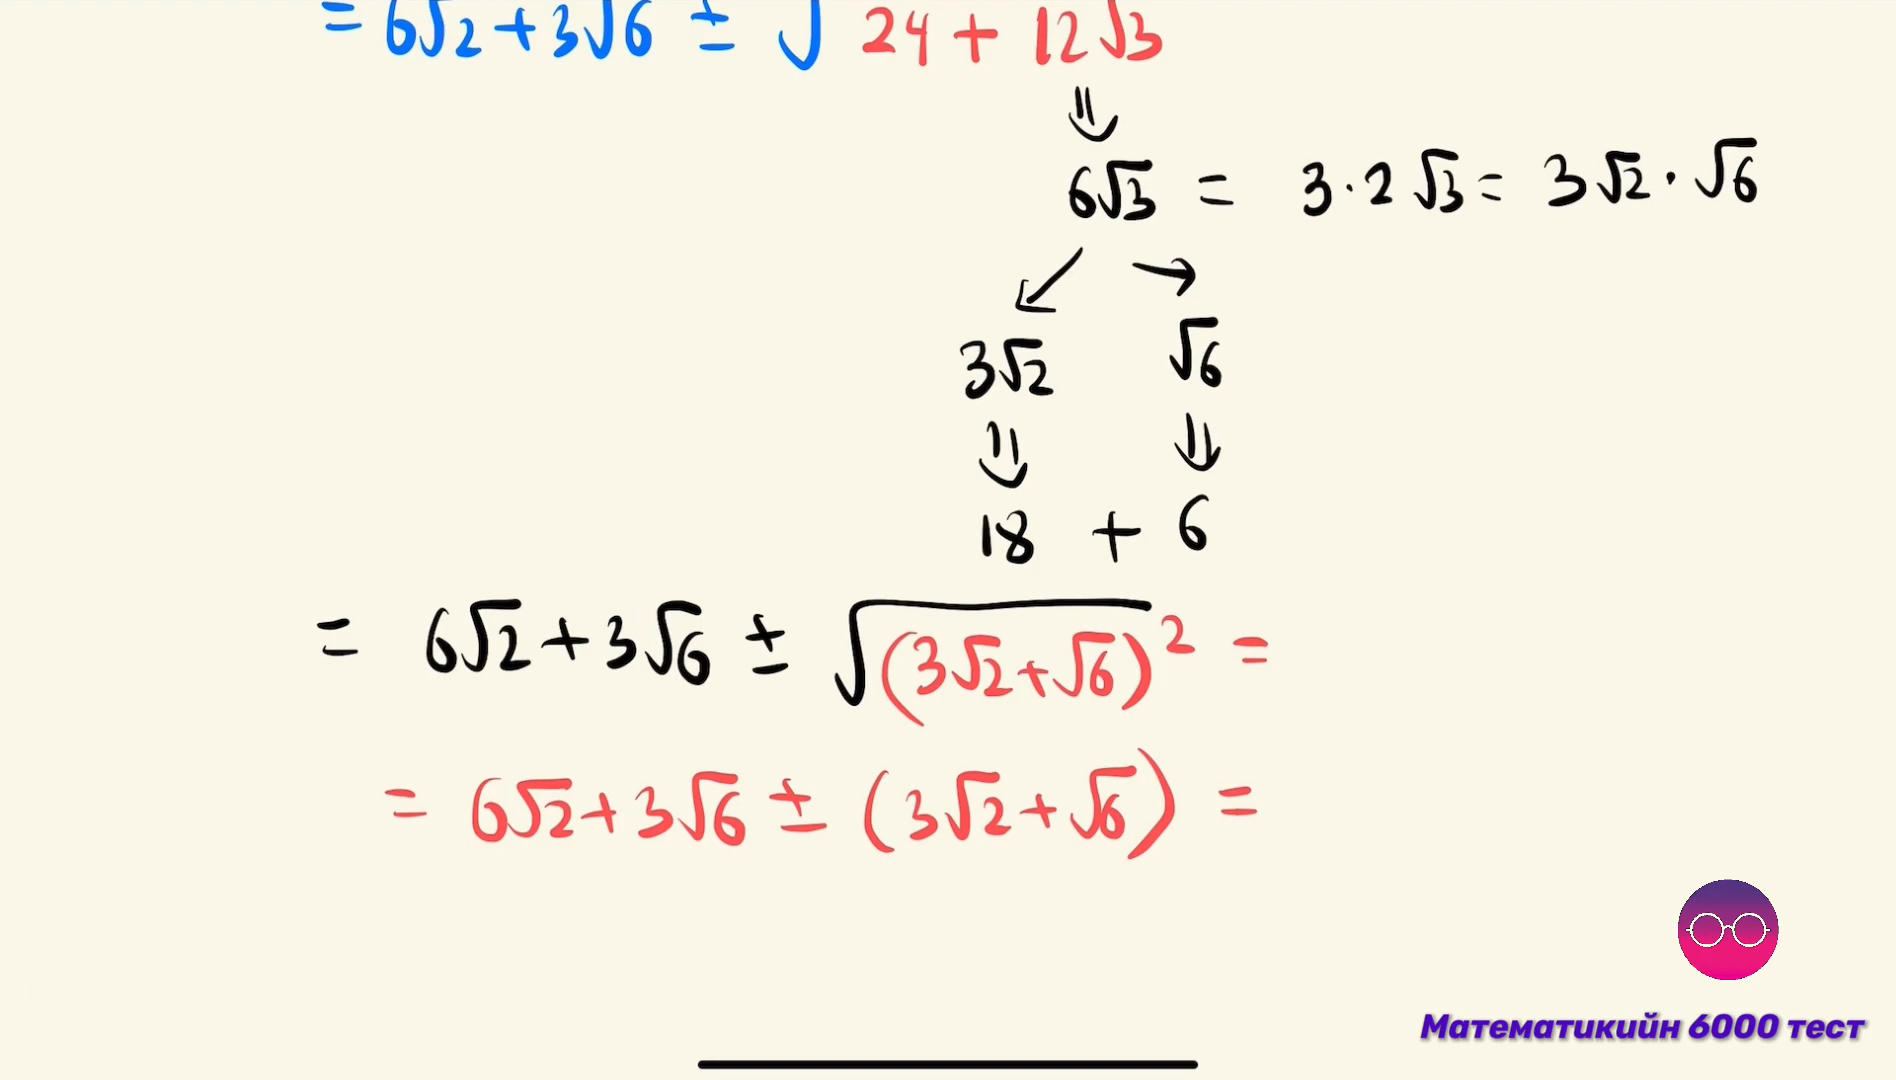 = 6√2 + 3√6 ± √ 24 + 12√3
⇓
6√3 = 3 · 2 √3 = 3√2 · √6
↙ →
3√2 √6
⇓ ⇓
18 + 6
= 6√2 + 3√6 ± √(3√2 + √6)² =
= 6√2 + 3√6 ± (3√2 + √6) =
Математикийн 6000 тест